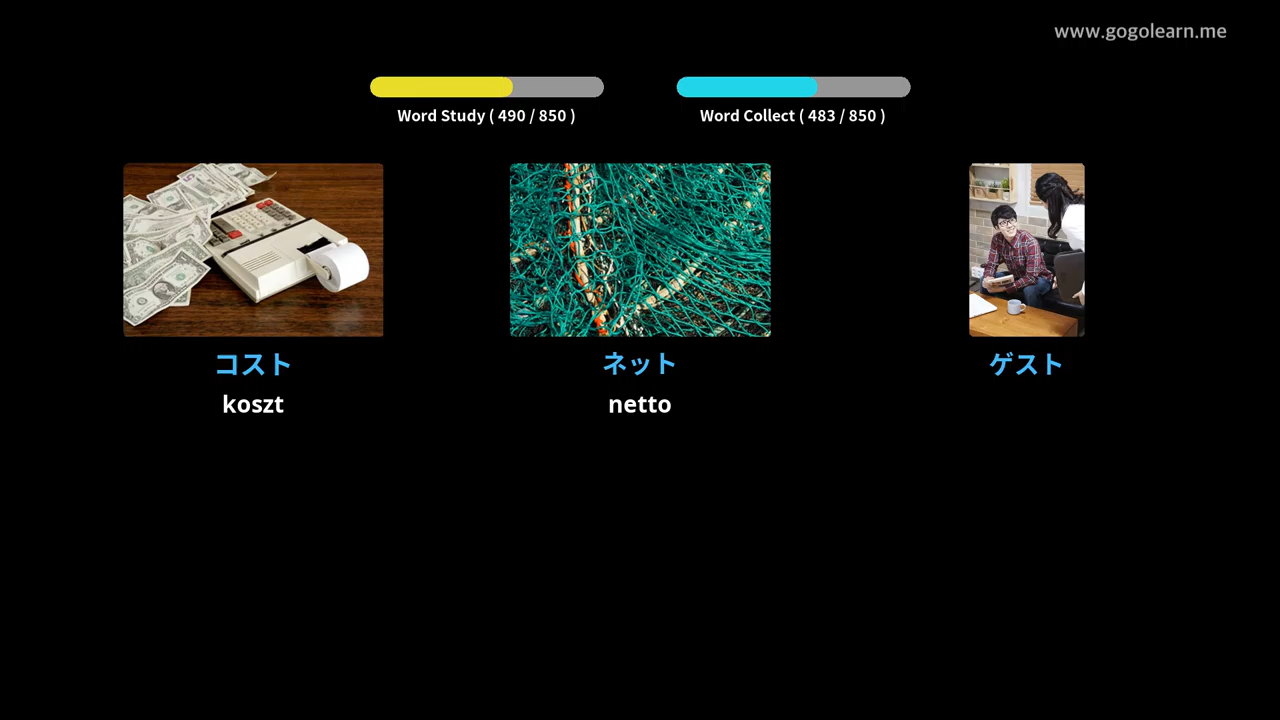 www.gogolearn.me
Word Study ( 490 / 850 )
Word Collect ( 483 / 850 )
コスト
koszt
ネット
netto
ゲスト